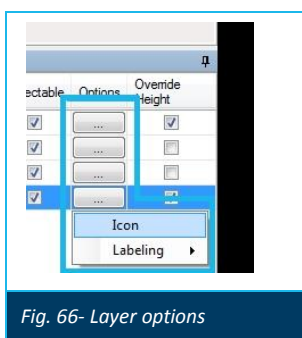 ectable Options Override Height
...
...
...
...
Icon
Labeling
Fig. 66- Layer options